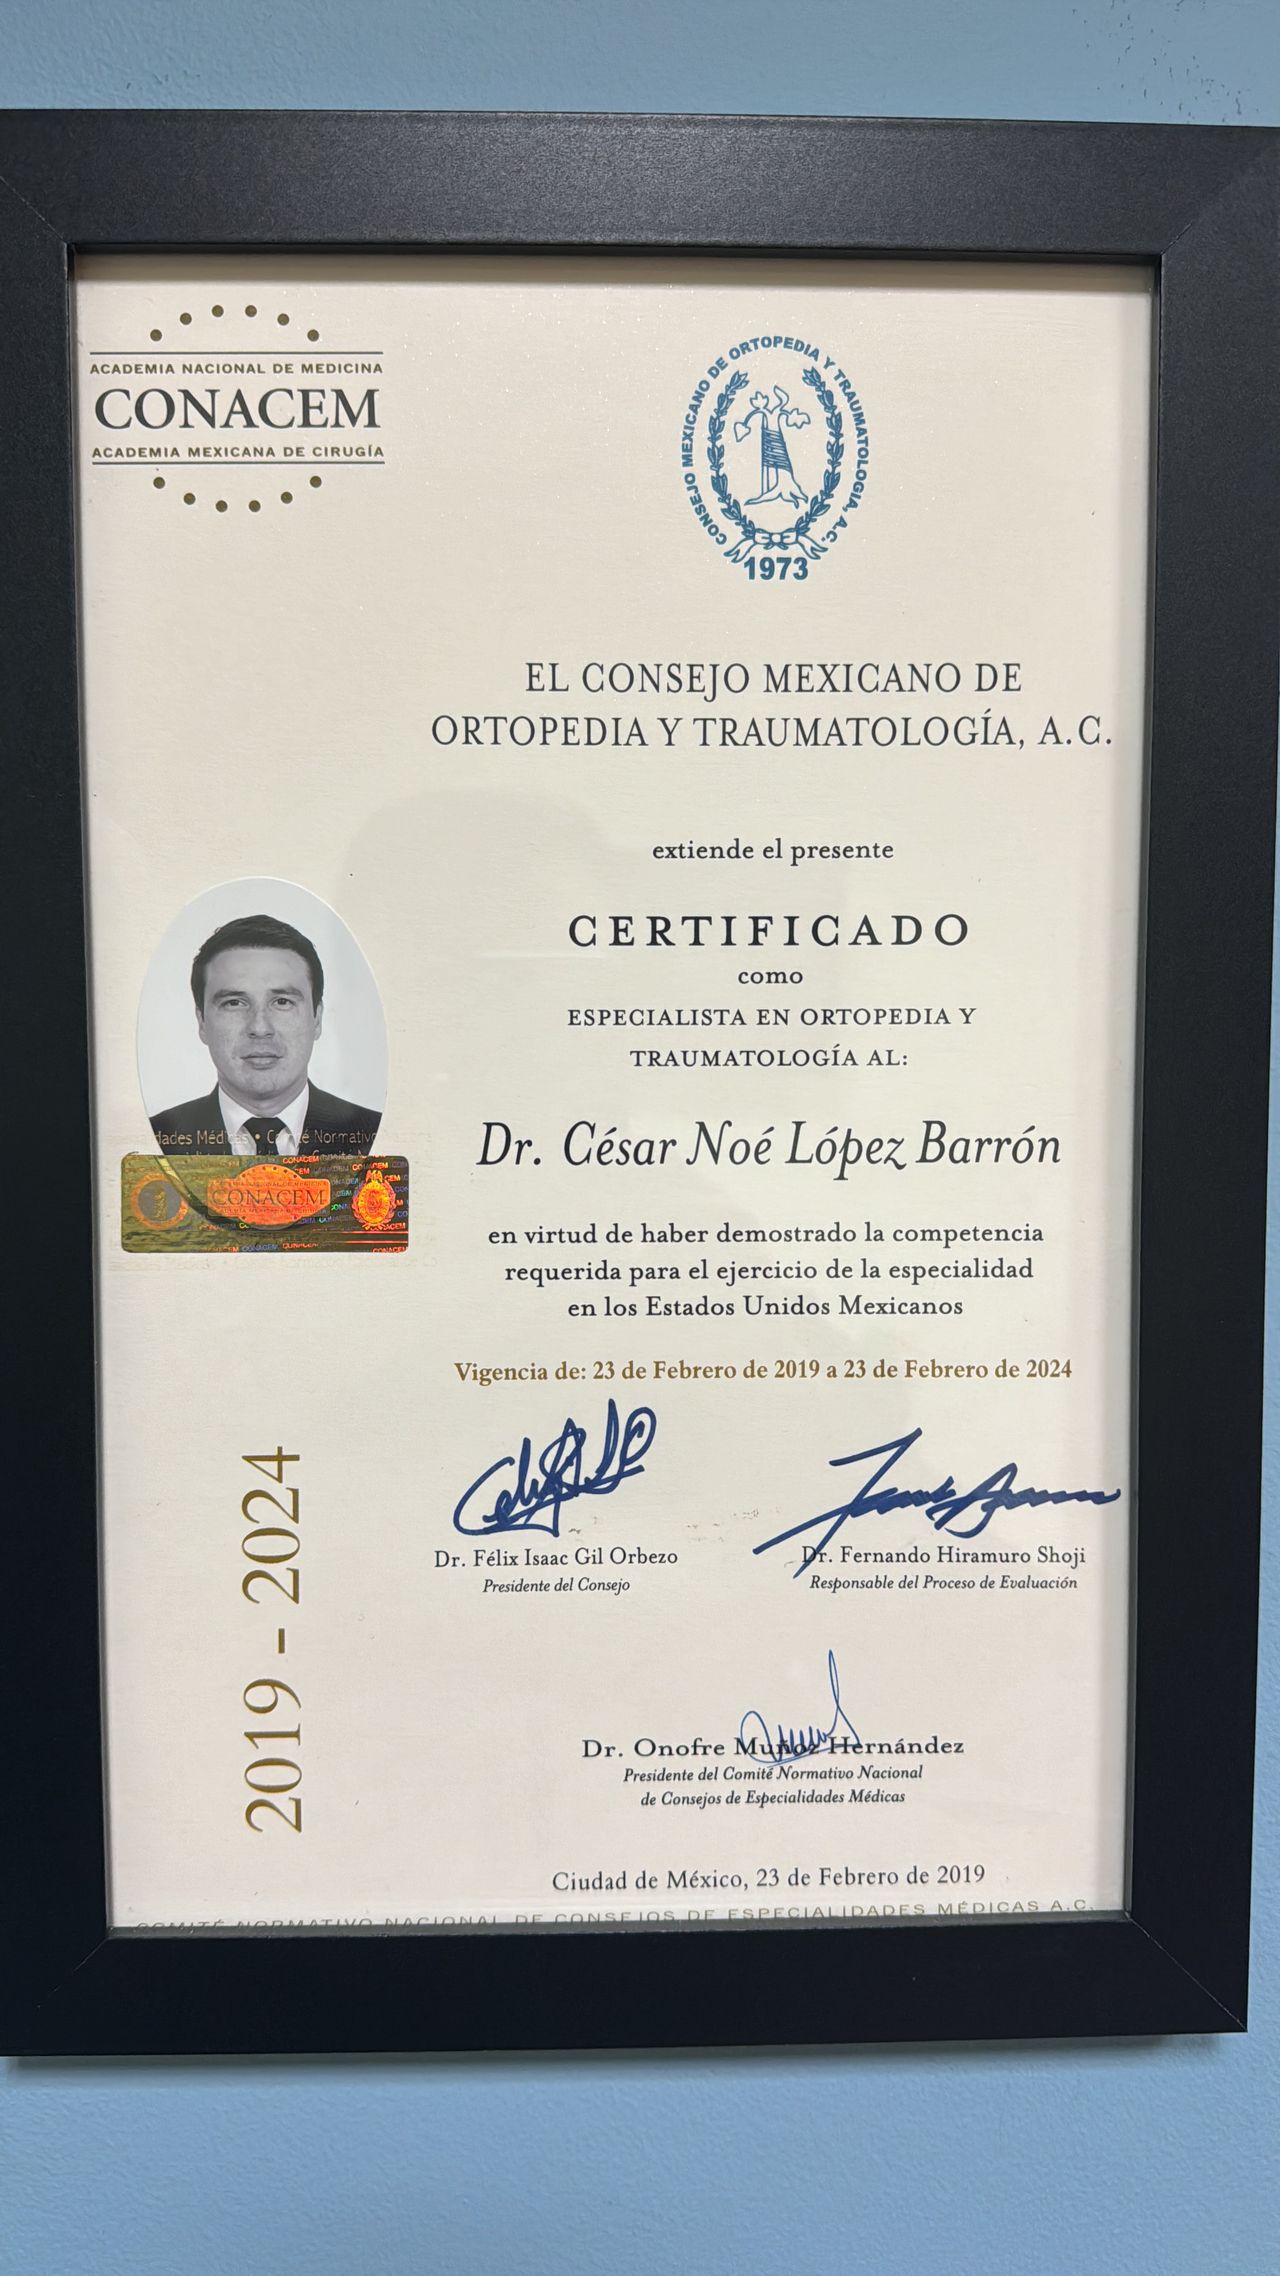 ACADEMIA NACIONAL DE MEDICINA
CONACEM
ACADEMIA MEXICANA DE CIRUGÍA
CONSEJO MEXICANO DE ORTOPEDIA Y TRAUMATOLOGIA, A.C.
1973
EL CONSEJO MEXICANO DE
ORTOPEDIA Y TRAUMATOLOGÍA, A.C.
extiende el presente
CERTIFICADO
como
ESPECIALISTA EN ORTOPEDIA Y
TRAUMATOLOGÍA AL:
Dr. César Noé López Barrón
dades Médicas • Comité Normativo
CONACEM
en virtud de haber demostrado la competencia
requerida para el ejercicio de la especialidad
en los Estados Unidos Mexicanos
Vigencia de: 23 de Febrero de 2019 a 23 de Febrero de 2024
2019 - 2024
Dr. Félix Isaac Gil Orbezo
Presidente del Consejo
Dr. Fernando Hiramuro Shoji
Responsable del Proceso de Evaluación
Dr. Onofre Muñoz Hernández
Presidente del Comité Normativo Nacional
de Consejos de Especialidades Médicas
Ciudad de México, 23 de Febrero de 2019
COMITÉ NORMATIVO NACIONAL DE CONSEJOS DE ESPECIALIDADES MÉDICAS A.C.